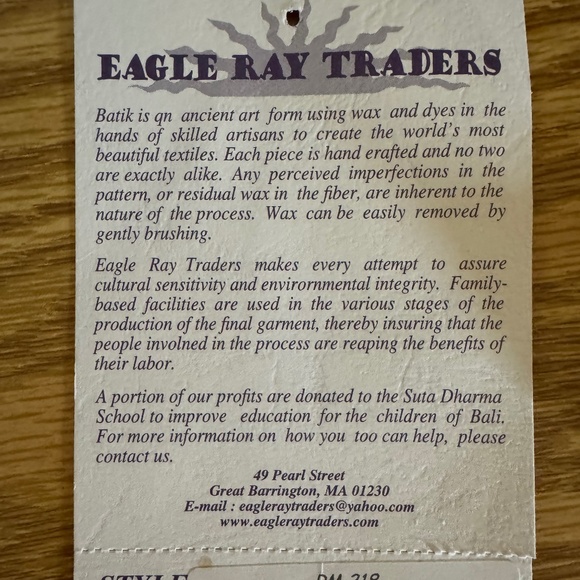 EAGLE RAY TRADERS
Batik is qn ancient art form using wax and dyes in the
hands of skilled artisans to create the world's most
beautiful textiles. Each piece is hand erafted and no two
are exactly alike. Any perceived imperfections in the
pattern, or residual wax in the fiber, are inherent to the
nature of the process. Wax can be easily removed by
gently brushing.
Eagle Ray Traders makes every attempt to assure
cultural sensitivity and envirornmental integrity. Family-
based facilities are used in the various stages of the
production of the final garment, thereby insuring that the
people involned in the process are reaping the benefits of
their labor.
A portion of our profits are donated to the Suta Dharma
School to improve education for the children of Bali.
For more information on how you too can help, please
contact us.
49 Pearl Street
Great Barrington, MA 01230
E-mail : eagleraytraders@yahoo.com
www.eagleraytraders.com
STYLE